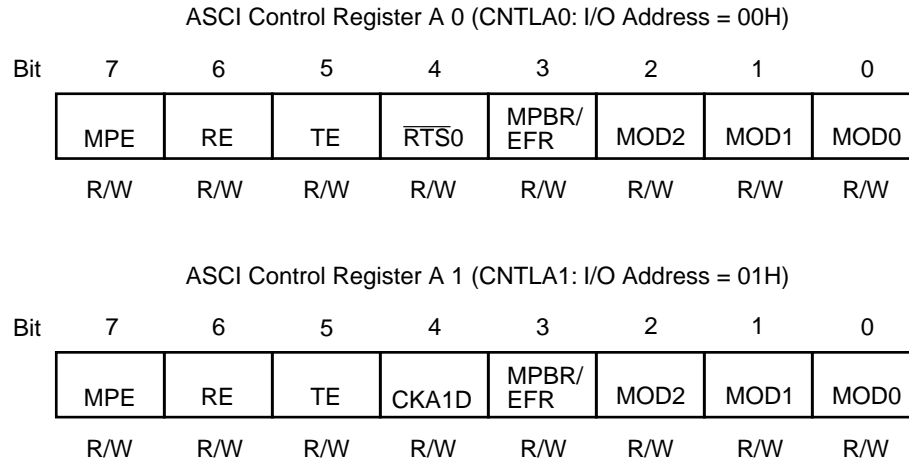 ASCI Control Register A 0 (CNTLA0: I/O Address = 00H)
Bit 7 6 5 4 3 2 1 0
MPE RE TE R̅T̅S̅0 MPBR/ EFR MOD2 MOD1 MOD0
R/W R/W R/W R/W R/W R/W R/W R/W
ASCI Control Register A 1 (CNTLA1: I/O Address = 01H)
Bit 7 6 5 4 3 2 1 0
MPE RE TE CKA1D MPBR/ EFR MOD2 MOD1 MOD0
R/W R/W R/W R/W R/W R/W R/W R/W